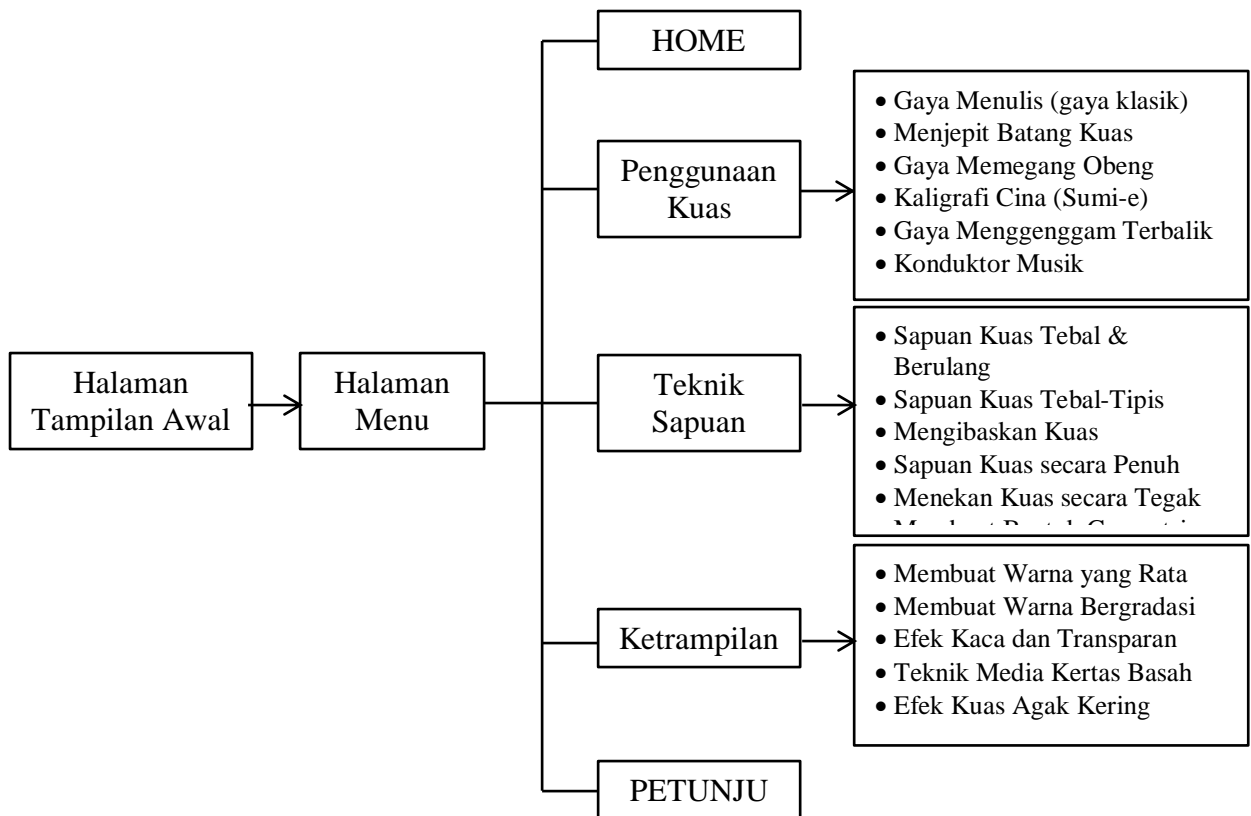 HOME
Penggunaan
Kuas
• Gaya Menulis (gaya klasik)
• Menjepit Batang Kuas
• Gaya Memegang Obeng
• Kaligrafi Cina (Sumi-e)
• Gaya Menggenggam Terbalik
• Konduktor Musik
Halaman
Tampilan Awal
Halaman
Menu
Teknik
Sapuan
• Sapuan Kuas Tebal &
Berulang
• Sapuan Kuas Tebal-Tipis
• Mengibaskan Kuas
• Sapuan Kuas secara Penuh
• Menekan Kuas secara Tegak
Ketrampilan
• Membuat Warna yang Rata
• Membuat Warna Bergradasi
• Efek Kaca dan Transparan
• Teknik Media Kertas Basah
• Efek Kuas Agak Kering
PETUNJU